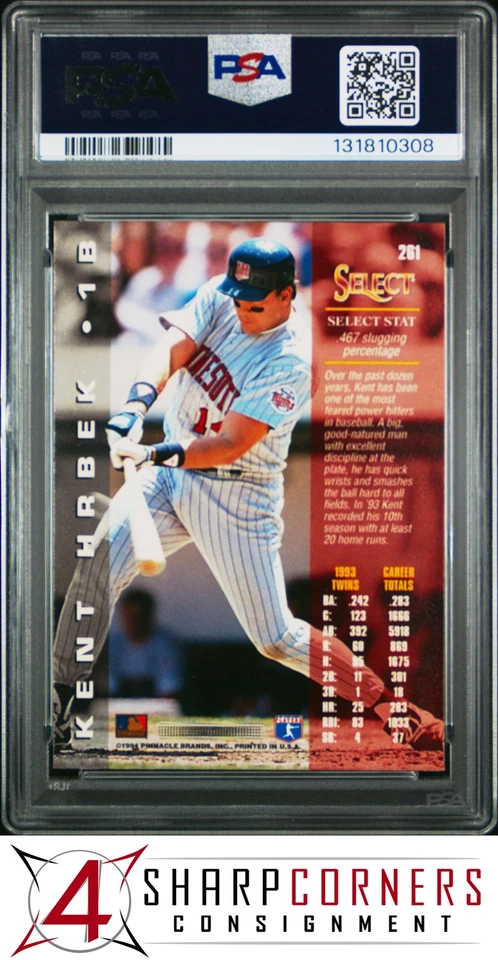 PSA
PSA
131810308
KENT HRBEK • 1B
261
SELECT
SELECT STAT
.467 slugging
percentage
Over the past dozen
years, Kent has been
one of the most
feared power hitters
in baseball. A big,
good-natured man
with excellent
discipline at the
plate, he has quick
wrists and smashes
the ball hard to all
fields. In '93 Kent
recorded his 10th
season with at least
20 home runs.
1993 CAREER
TWINS TOTALS
BA: .242 .283
G: 123 1666
AB: 392 5918
R: 60 869
H: 95 1675
2B: 11 301
3B: 1 18
HR: 25 283
RBI: 83 1033
SB: 4 37
©1994 PINNACLE BRANDS, INC., PRINTED IN U.S.A.
PSA
4 SHARPCORNERS
CONSIGNMENT